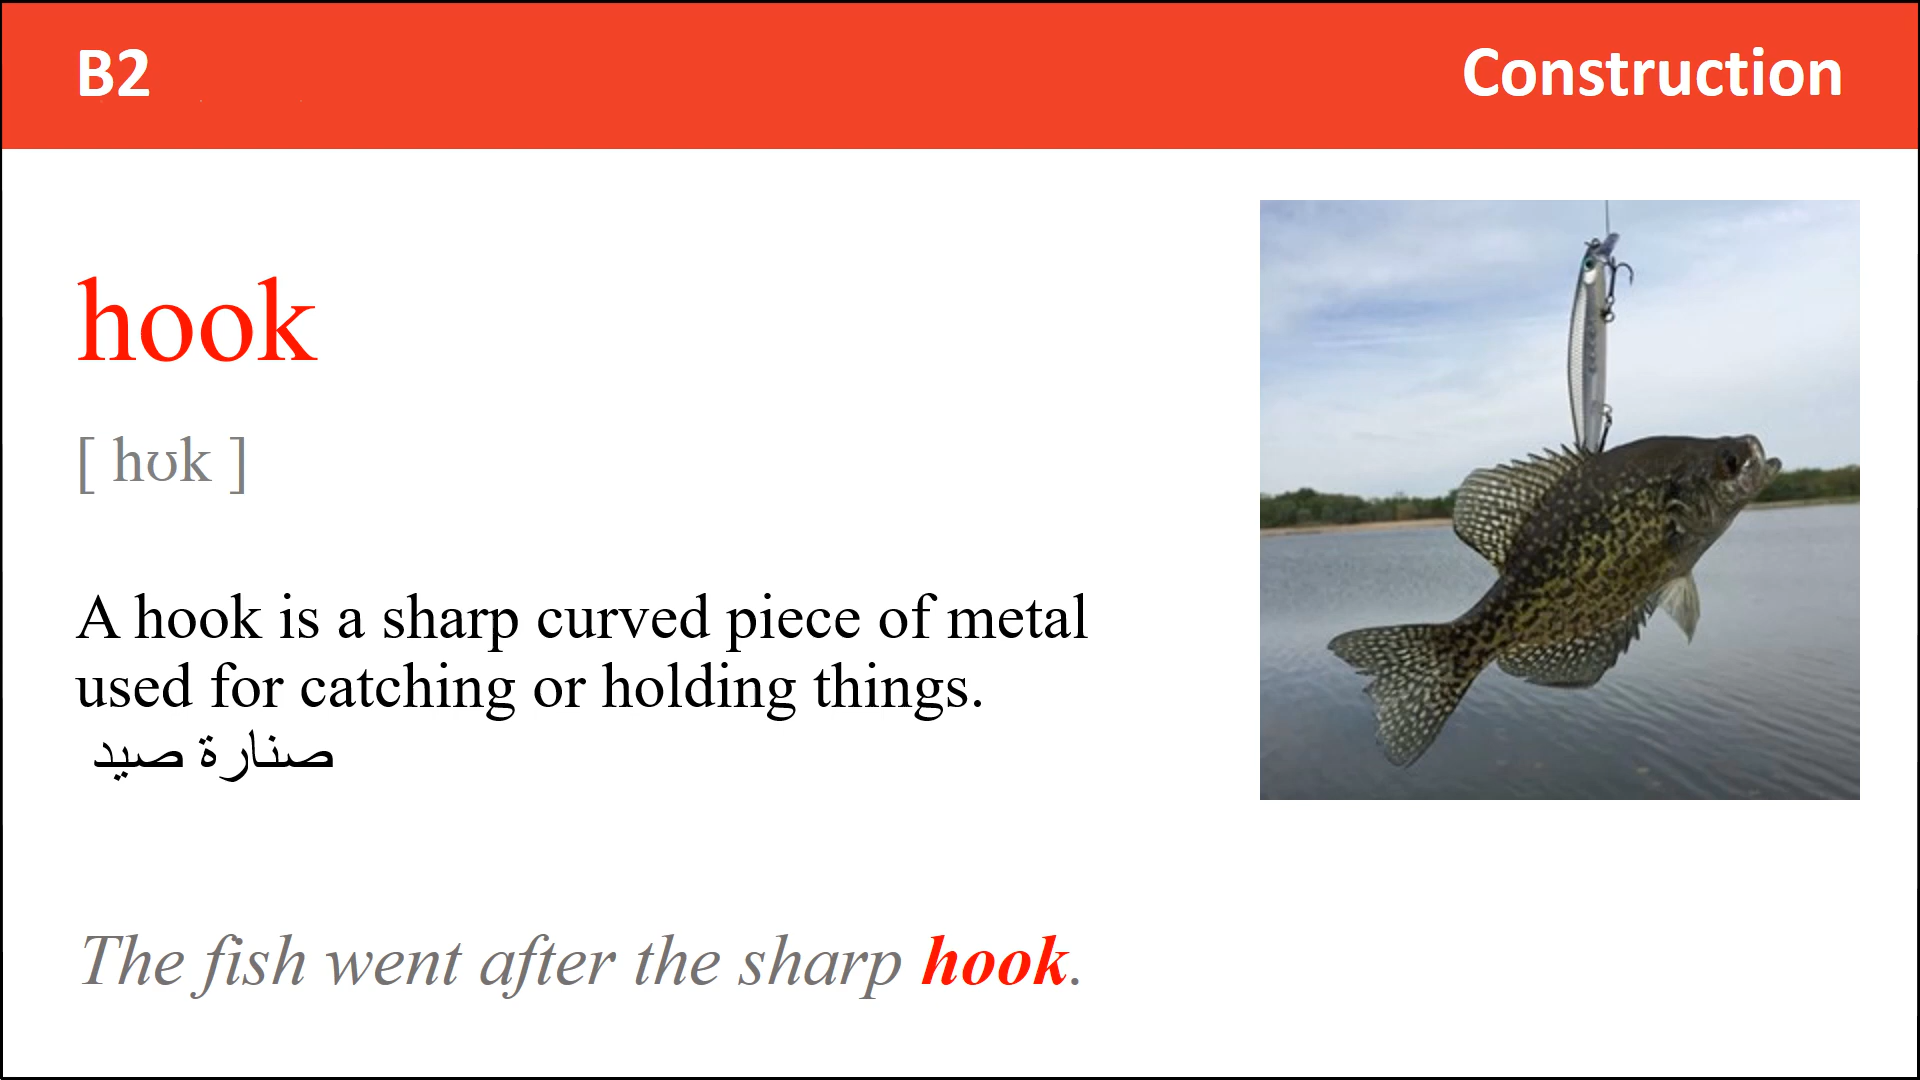 B2
Construction
hook
[ hʊk ]
A hook is a sharp curved piece of metal
used for catching or holding things.
صنارة صيد
The fish went after the sharp hook.